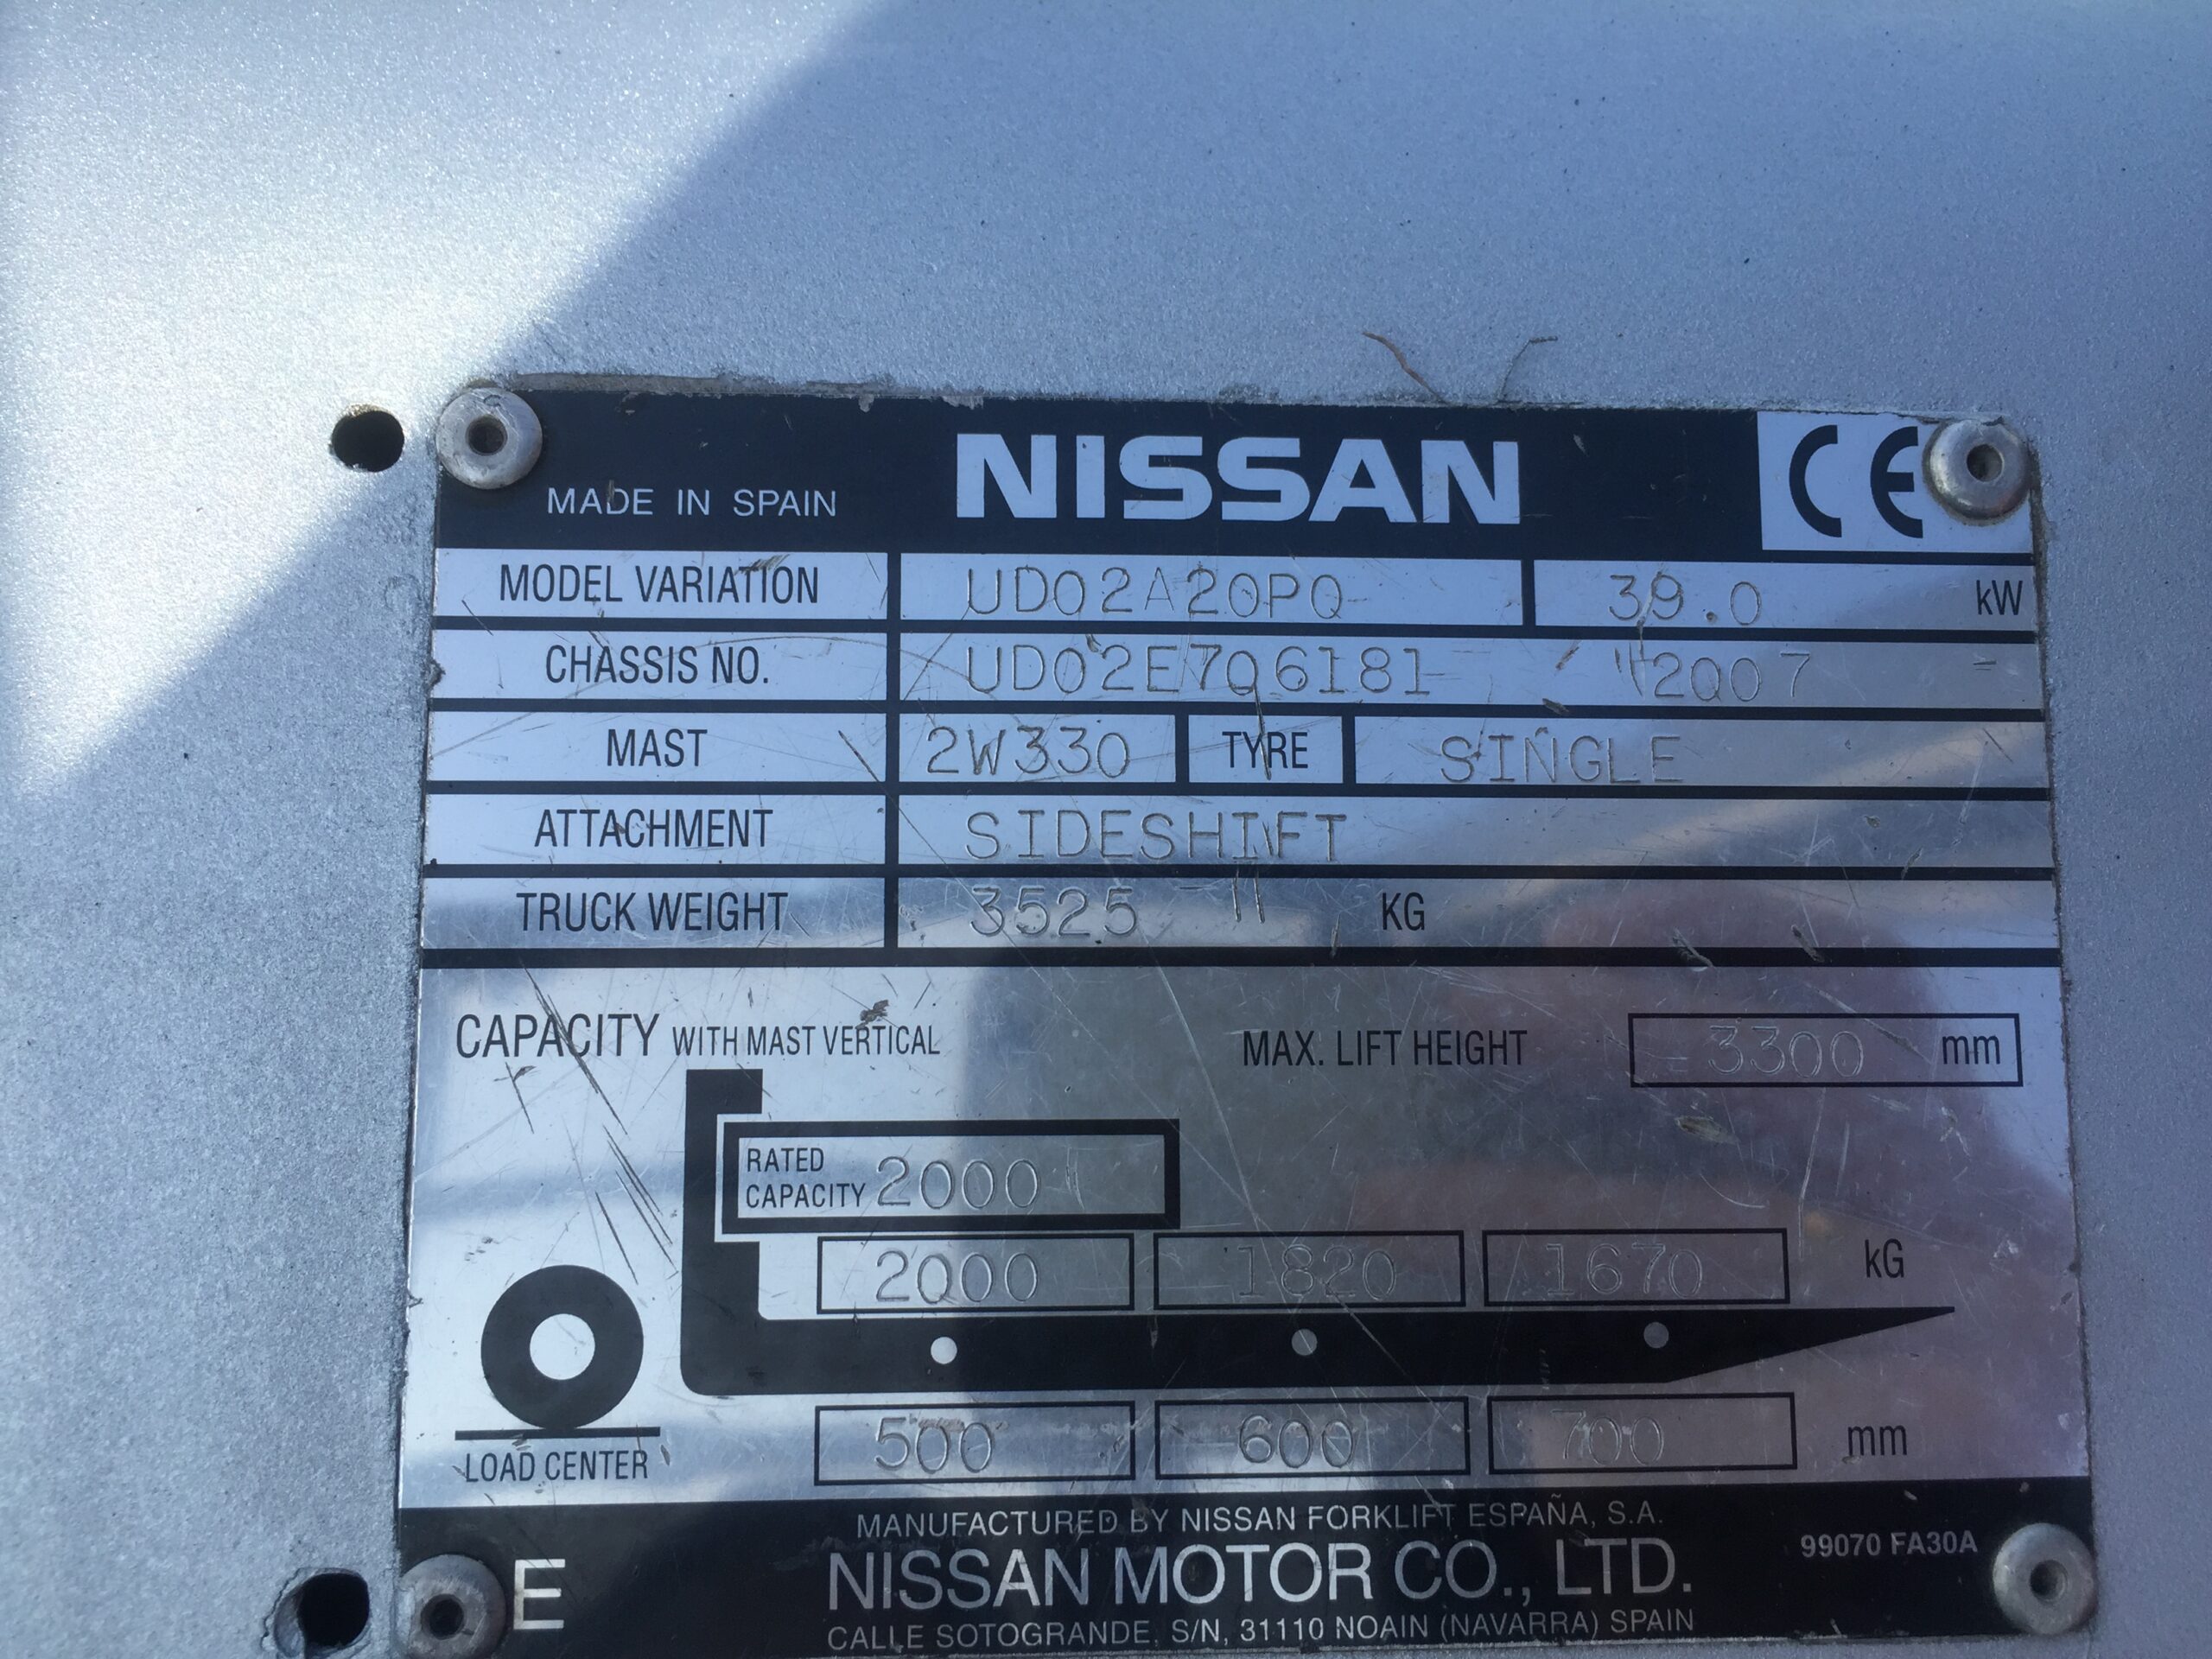 MADE IN SPAIN NISSAN CE
MODEL VARIATION UD02A20PQ 39.0 kW
CHASSIS NO. UD02E706181 2007
MAST 2W330 TYRE SINGLE
ATTACHMENT SIDESHIFT
TRUCK WEIGHT 3525 KG
CAPACITY WITH MAST VERTICAL MAX. LIFT HEIGHT 3300 mm
RATED CAPACITY 2000
2000 1820 1670 kG
500 600 700 mm
LOAD CENTER
MANUFACTURED BY NISSAN FORKLIFT ESPAÑA, S.A.
E NISSAN MOTOR CO., LTD. 99070 FA30A
CALLE SOTOGRANDE, S/N, 31110 NOAIN (NAVARRA) SPAIN